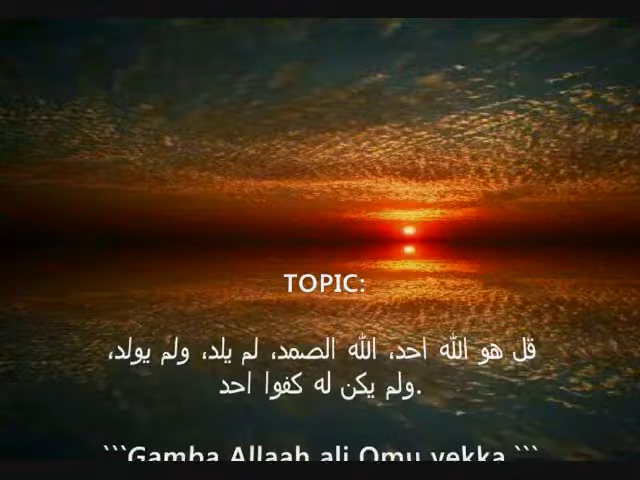 TOPIC:
قل هو الله احد، الله الصمد، لم يلد، ولم يولد،
ولم يكن له كفوا احد.
```Gamba Allaah ali Omu yekka.```